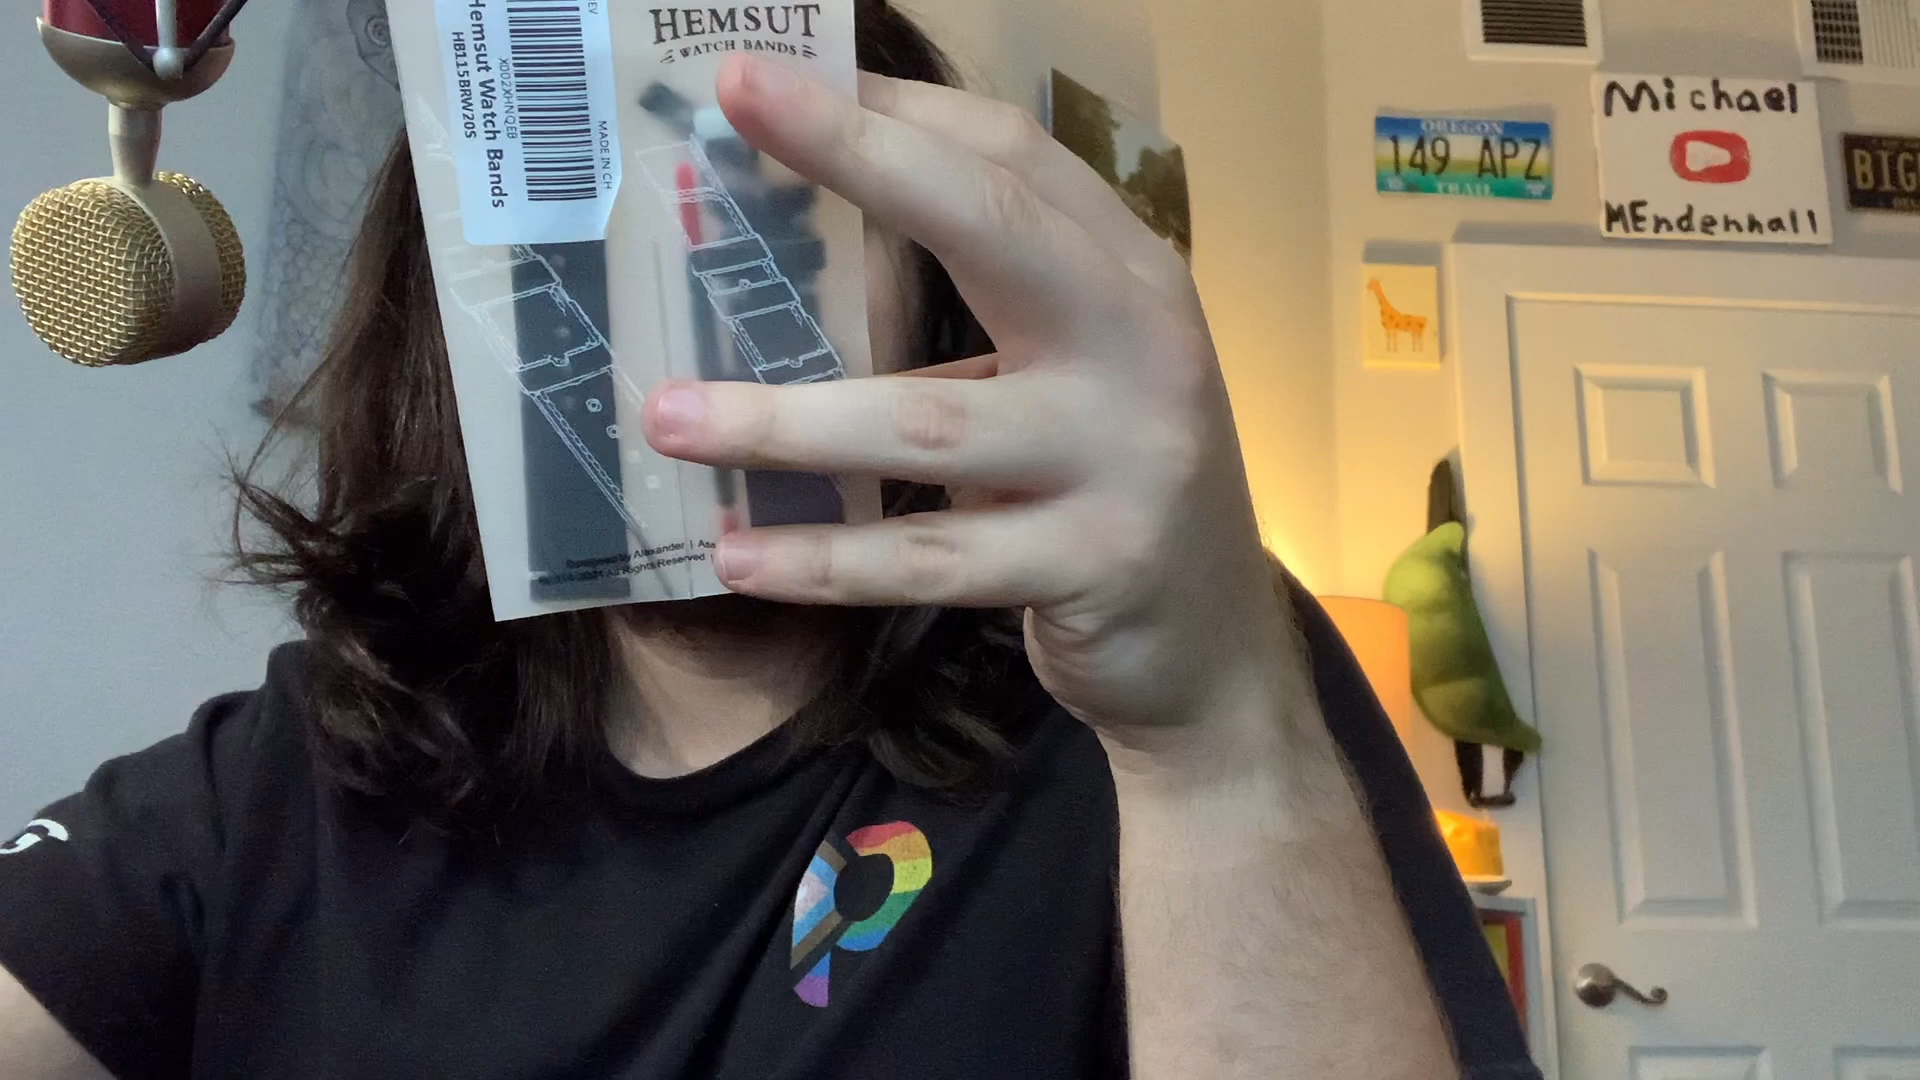 HEMSUT
WATCH BANDS
X002XHNQEB
Hemsut Watch Bands
HB115BRW20S
MADE IN CH
Designed by Alexander |
All Rights Reserved |
OREGON
149 APZ
TRAIL
Michael
MEndenhall
BIG